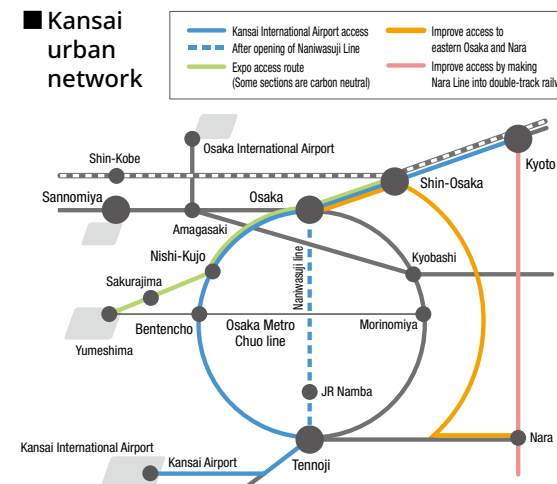 ■ Kansai
urban
network
Kansai International Airport access
After opening of Naniwasuji Line
Expo access route
(Some sections are carbon neutral)
Improve access to
eastern Osaka and Nara
Improve access by making
Nara Line into double-track
Osaka International Airport
Shin-Kobe
Kyoto
Shin-Osaka
Sannomiya
Osaka
Amagasaki
Nishi-Kujo
Kyobashi
Naniwasuji line
Sakurajima
Bentencho
Osaka Metro
Chuo line
Morinomiya
Yumeshima
JR Namba
Nara
Kansai International Airport
Kansai Airport
Tennoji